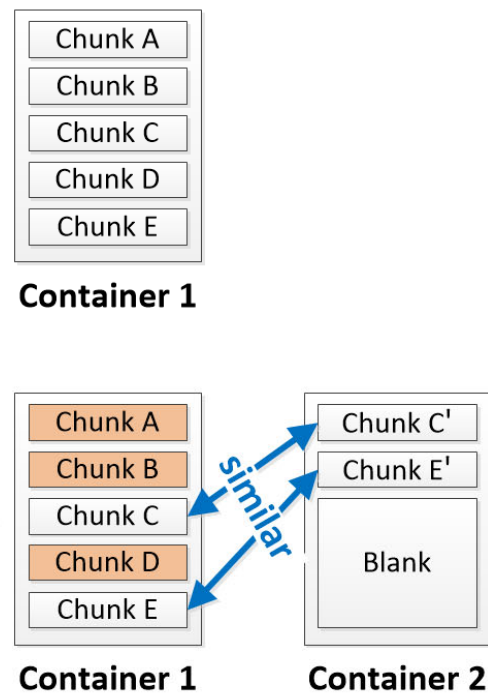 Chunk A
Chunk B
Chunk C
Chunk D
Chunk E
Container 1
Chunk A
Chunk B
Chunk C
Chunk D
Chunk E
Container 1
similar
Chunk C'
Chunk E'
Blank
Container 2